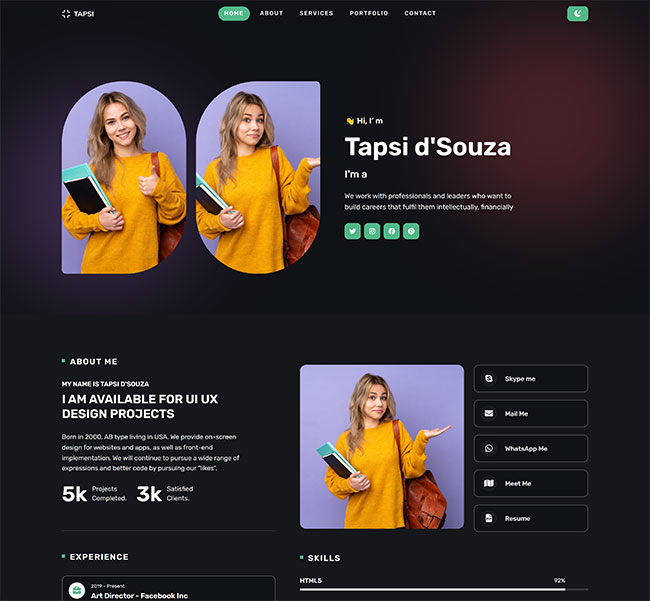 TAPSI
HOME ABOUT SERVICES PORTFOLIO CONTACT
👋 Hi, I' m
Tapsi d'Souza
I'm a
We work with professionals and leaders who want to
build careers that fulfil them intellectually, financially
ABOUT ME
MY NAME IS TAPSI D'SOUZA
I AM AVAILABLE FOR UI UX
DESIGN PROJECTS
Born in 2000, AB type living in USA. We provide on-screen
design for websites and apps, as well as front-end
implementation. We will continue to pursue a wide range of
expressions and better code by pursuing our “likes”.
5k Projects
Completed.
3k Satisfied
Clients.
Skype me
Mail Me
WhatsApp Me
Meet Me
Resume
EXPERIENCE
2019 - Present
Art Director - Facebook Inc
SKILLS
HTML5 92%